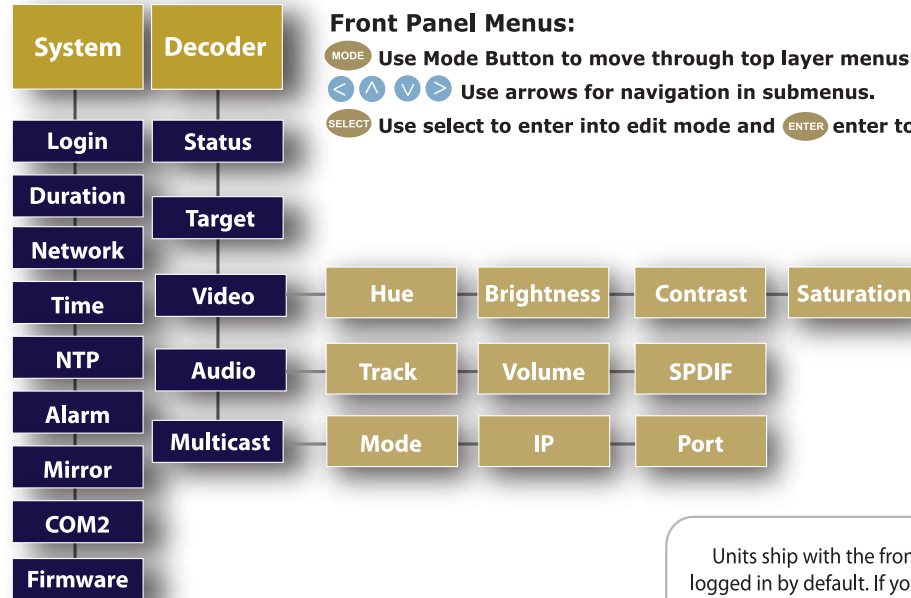 System
Decoder
Front Panel Menus:
MODE Use Mode Button to move through top layer menus
< ^ v > Use arrows for navigation in submenus.
SELECT Use select to enter into edit mode and ENTER enter to
Login
Status
Duration
Target
Network
Time
Video
Hue
Brightness
Contrast
Saturation
NTP
Audio
Track
Volume
SPDIF
Alarm
Multicast
Mode
IP
Port
Mirror
COM2
Firmware
Units ship with the fron
logged in by default. If yo